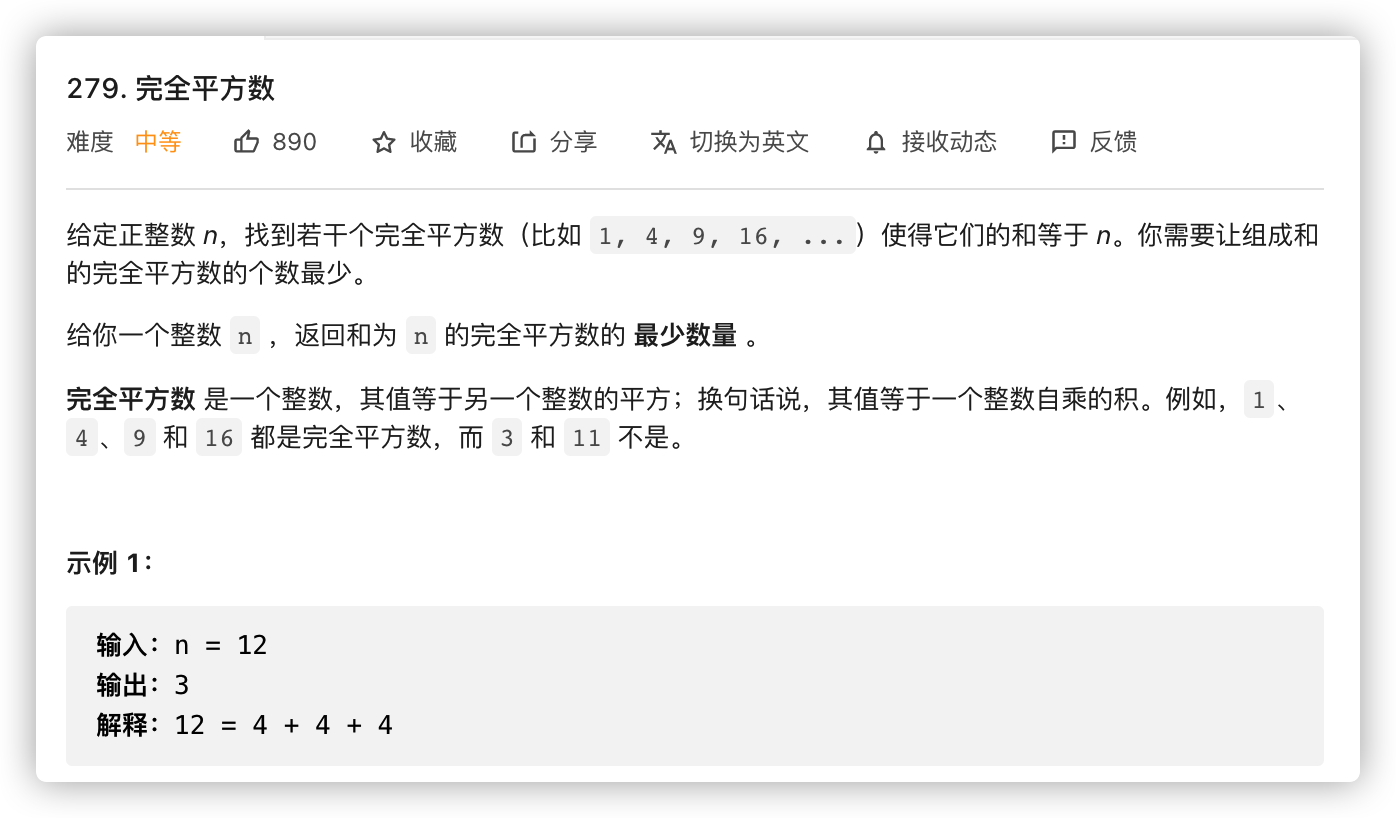 279. 完全平方数
难度 中等 890 收藏 分享 切换为英文 接收动态 反馈
给定正整数 n，找到若干个完全平方数（比如 1, 4, 9, 16, ...）使得它们的和等于 n。你需要让组成和
的完全平方数的个数最少。
给你一个整数 n ，返回和为 n 的完全平方数的 最少数量 。
完全平方数 是一个整数，其值等于另一个整数的平方；换句话说，其值等于一个整数自乘的积。例如，1、
4、9 和 16 都是完全平方数，而 3 和 11 不是。
示例 1：
输入：n = 12
输出：3
解释：12 = 4 + 4 + 4